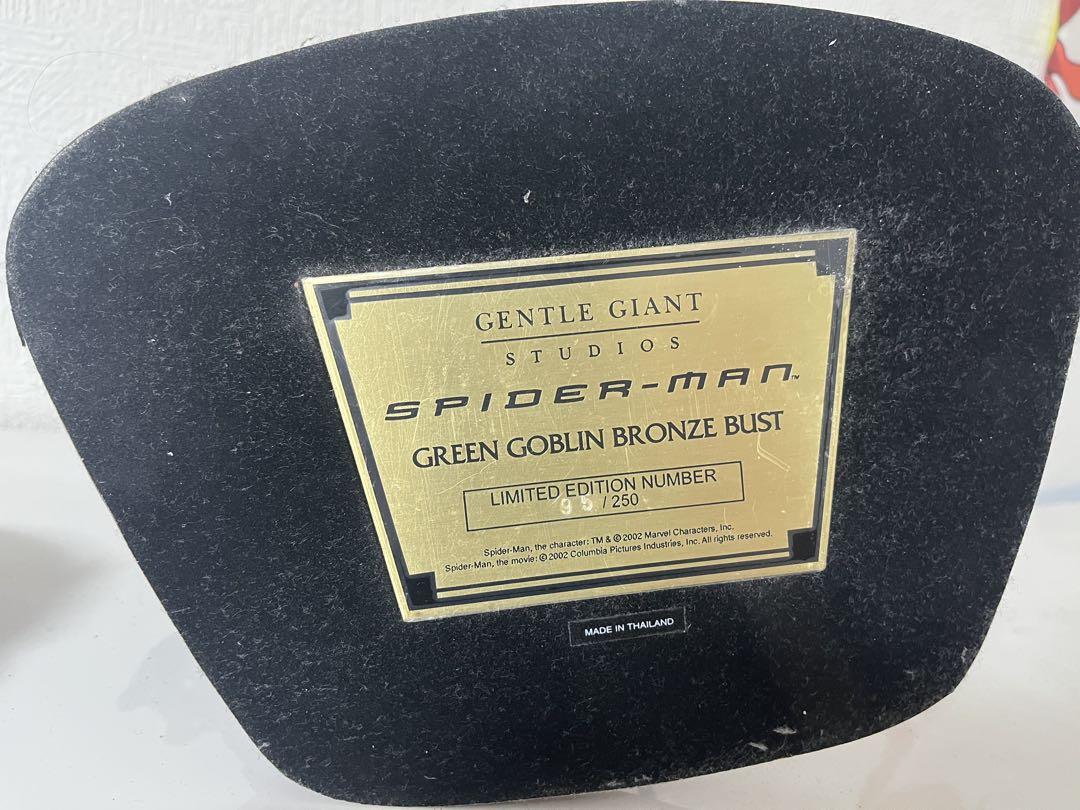 GENTLE GIANT
STUDIOS
SPIDER-MAN™
GREEN GOBLIN BRONZE BUST
LIMITED EDITION NUMBER
95 / 250
Spider-Man, the character: TM & © 2002 Marvel Characters, Inc.
Spider-Man, the movie: © 2002 Columbia Pictures Industries, Inc. All rights reserved.
MADE IN THAILAND